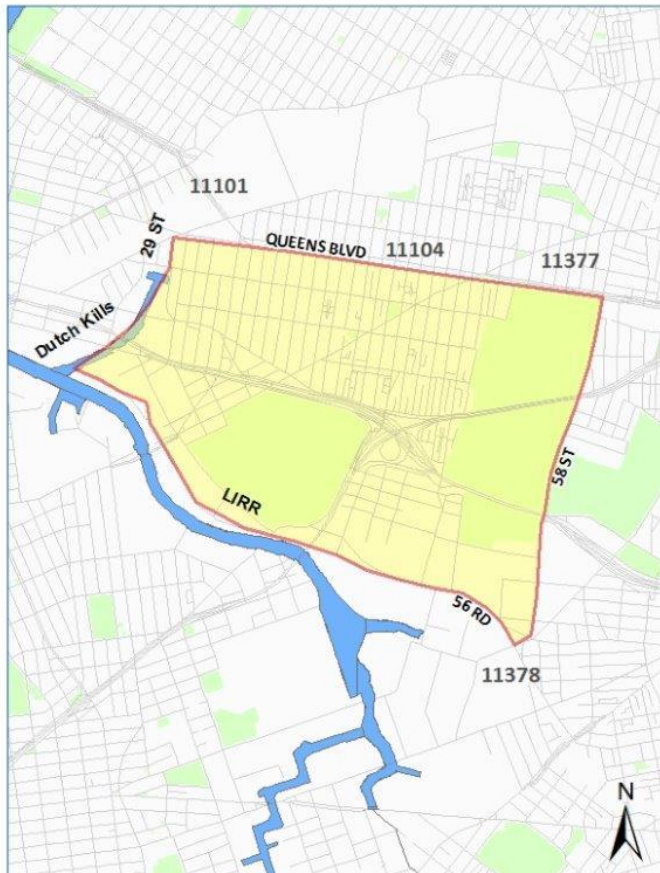 11101
29 ST
QUEENS BLVD
11104
11377
Dutch Kills
58 ST
LIRR
56 RD
11378
N